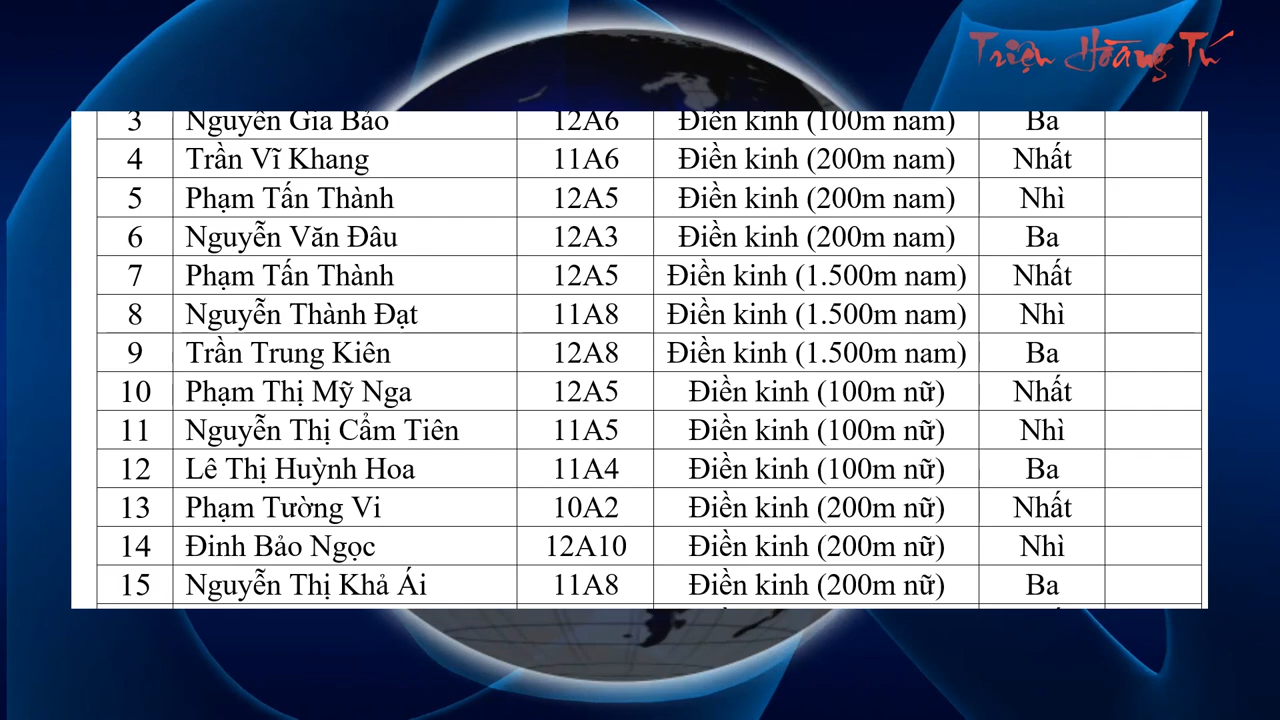 Triệu Hoàng Tú
3 Nguyễn Gia Bảo 12A6 Điền kinh (100m nam) Ba
4 Trần Vĩ Khang 11A6 Điền kinh (200m nam) Nhất
5 Phạm Tấn Thành 12A5 Điền kinh (200m nam) Nhì
6 Nguyễn Văn Đâu 12A3 Điền kinh (200m nam) Ba
7 Phạm Tấn Thành 12A5 Điền kinh (1.500m nam) Nhất
8 Nguyễn Thành Đạt 11A8 Điền kinh (1.500m nam) Nhì
9 Trần Trung Kiên 12A8 Điền kinh (1.500m nam) Ba
10 Phạm Thị Mỹ Nga 12A5 Điền kinh (100m nữ) Nhất
11 Nguyễn Thị Cẩm Tiên 11A5 Điền kinh (100m nữ) Nhì
12 Lê Thị Huỳnh Hoa 11A4 Điền kinh (100m nữ) Ba
13 Phạm Tường Vi 10A2 Điền kinh (200m nữ) Nhất
14 Đinh Bảo Ngọc 12A10 Điền kinh (200m nữ) Nhì
15 Nguyễn Thị Khả Ái 11A8 Điền kinh (200m nữ) Ba